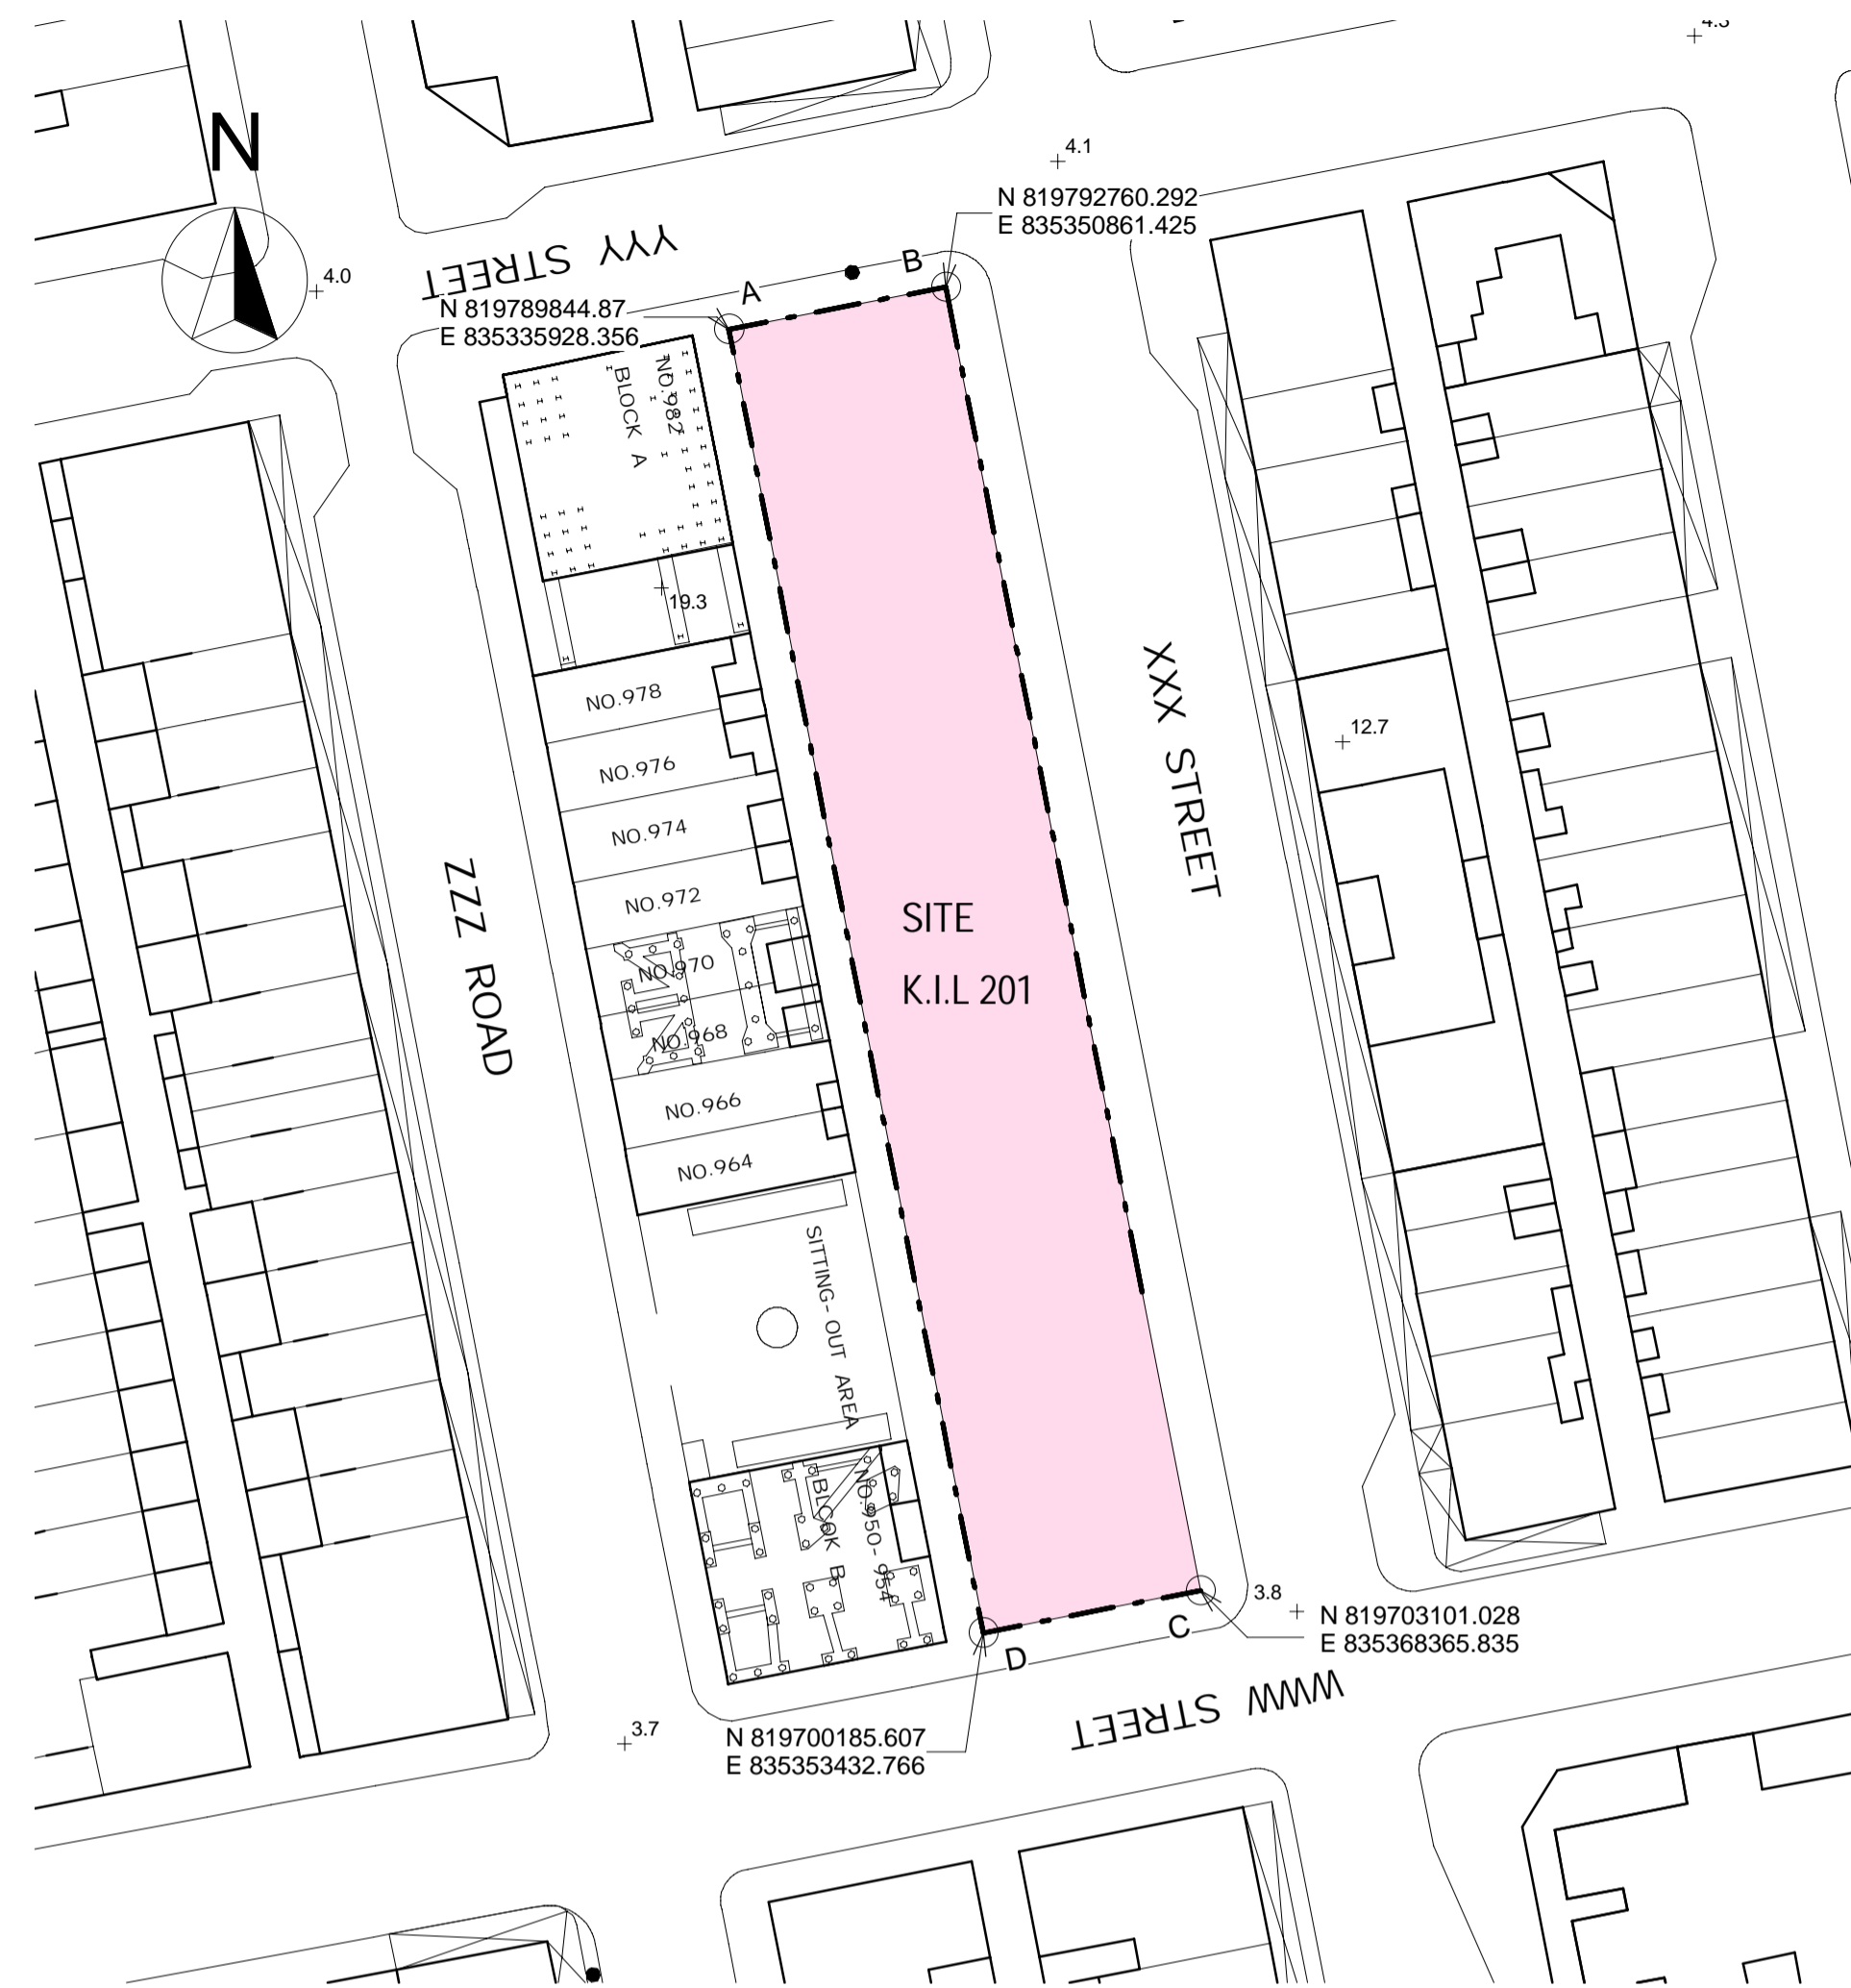 4.3
N
4.1
N 819792760.292
E 835350861.425
4.0
YYY STREET
A
B
N 819789844.87
E 835335928.356
NO.982
BLOCK A
19.3
NO.978
XXX STREET
12.7
NO.976
NO.974
ZZZ ROAD
NO.972
SITE
K.I.L 201
NO.970
NO.968
NO.966
NO.964
SITTING-OUT AREA
NO.950-954
BLOCK B
3.8
N 819703101.028
E 835368365.835
C
D
WWW STREET
3.7
N 819700185.607
E 835353432.766